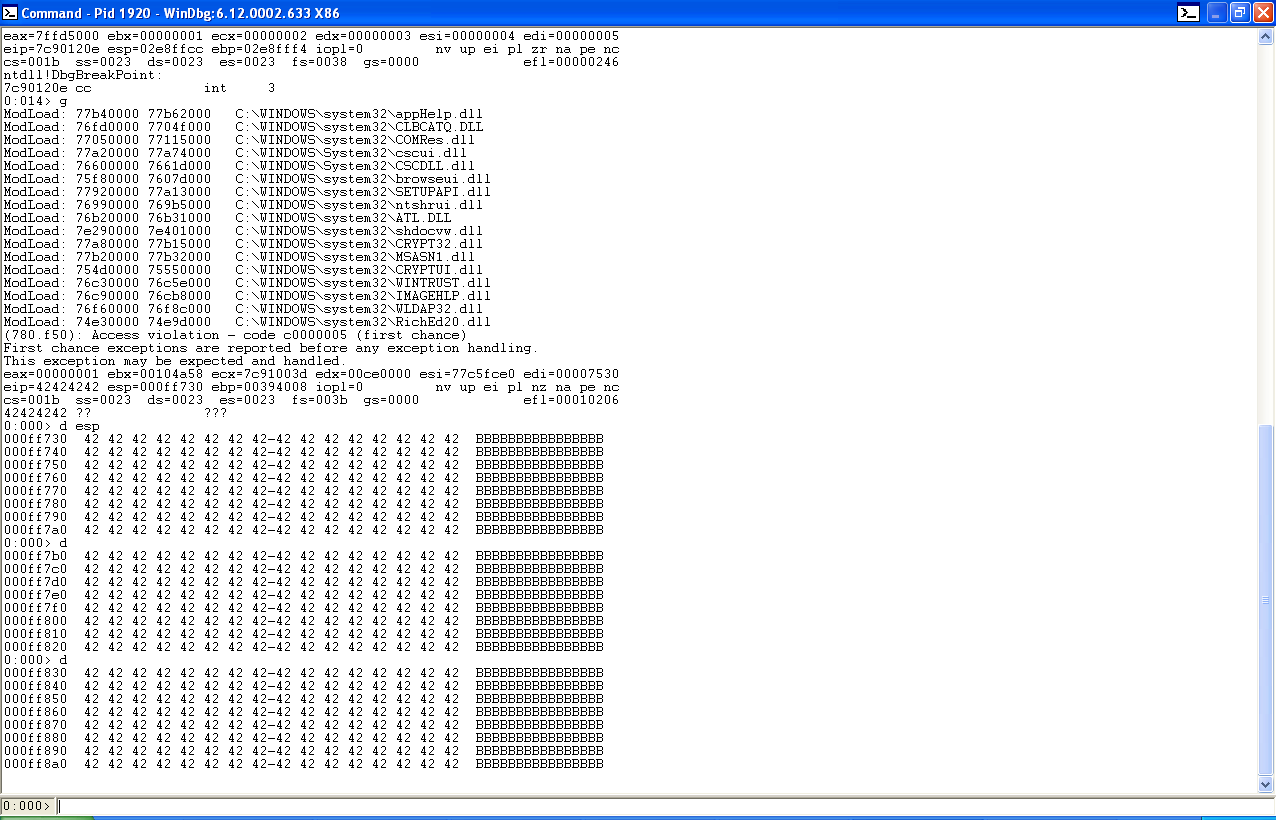 Command - Pid 1920 - WinDbg:6.12.0002.633 X86
eax=7ffd5000 ebx=00000001 ecx=00000002 edx=00000003 esi=00000004 edi=00000005
eip=7c90120e esp=02e8ffcc ebp=02e8fff4 iopl=0         nv up ei pl zr na pe nc
cs=001b  ss=0023  ds=0023  es=0023  fs=0038  gs=0000             efl=00000246
ntdll!DbgBreakPoint:
7c90120e cc              int     3
0:014> g
ModLoad: 77b40000 77b62000   C:\WINDOWS\system32\appHelp.dll
ModLoad: 76fd0000 7704f000   C:\WINDOWS\system32\CLBCATQ.DLL
ModLoad: 77050000 77115000   C:\WINDOWS\system32\COMRes.dll
ModLoad: 77a20000 77a74000   C:\WINDOWS\System32\cscui.dll
ModLoad: 76600000 7661d000   C:\WINDOWS\System32\CSCDLL.dll
ModLoad: 75f80000 7607d000   C:\WINDOWS\system32\browseui.dll
ModLoad: 77920000 77a13000   C:\WINDOWS\system32\SETUPAPI.dll
ModLoad: 76990000 769b5000   C:\WINDOWS\system32\ntshrui.dll
ModLoad: 76b20000 76b31000   C:\WINDOWS\system32\ATL.DLL
ModLoad: 7e290000 7e401000   C:\WINDOWS\system32\shdocvw.dll
ModLoad: 77a80000 77b15000   C:\WINDOWS\system32\CRYPT32.dll
ModLoad: 77b20000 77b32000   C:\WINDOWS\system32\MSASN1.dll
ModLoad: 754d0000 75550000   C:\WINDOWS\system32\CRYPTUI.dll
ModLoad: 76c30000 76c5e000   C:\WINDOWS\system32\WINTRUST.dll
ModLoad: 76c90000 76cb8000   C:\WINDOWS\system32\IMAGEHLP.dll
ModLoad: 76f60000 76f8c000   C:\WINDOWS\system32\WLDAP32.dll
ModLoad: 74e30000 74e9d000   C:\WINDOWS\system32\RichEd20.dll
(780.f50): Access violation - code c0000005 (first chance)
First chance exceptions are reported before any exception handling.
This exception may be expected and handled.
eax=00000001 ebx=00104a58 ecx=7c91003d edx=00ce0000 esi=77c5fce0 edi=00007530
eip=42424242 esp=000ff730 ebp=00394008 iopl=0         nv up ei pl nz na pe nc
cs=001b  ss=0023  ds=0023  es=0023  fs=003b  gs=0000             efl=00010206
42424242 ??              ???
0:000> d esp
000ff730  42 42 42 42 42 42 42 42-42 42 42 42 42 42 42 42  BBBBBBBBBBBBBBBB
000ff740  42 42 42 42 42 42 42 42-42 42 42 42 42 42 42 42  BBBBBBBBBBBBBBBB
000ff750  42 42 42 42 42 42 42 42-42 42 42 42 42 42 42 42  BBBBBBBBBBBBBBBB
000ff760  42 42 42 42 42 42 42 42-42 42 42 42 42 42 42 42  BBBBBBBBBBBBBBBB
000ff770  42 42 42 42 42 42 42 42-42 42 42 42 42 42 42 42  BBBBBBBBBBBBBBBB
000ff780  42 42 42 42 42 42 42 42-42 42 42 42 42 42 42 42  BBBBBBBBBBBBBBBB
000ff790  42 42 42 42 42 42 42 42-42 42 42 42 42 42 42 42  BBBBBBBBBBBBBBBB
000ff7a0  42 42 42 42 42 42 42 42-42 42 42 42 42 42 42 42  BBBBBBBBBBBBBBBB
0:000> d
000ff7b0  42 42 42 42 42 42 42 42-42 42 42 42 42 42 42 42  BBBBBBBBBBBBBBBB
000ff7c0  42 42 42 42 42 42 42 42-42 42 42 42 42 42 42 42  BBBBBBBBBBBBBBBB
000ff7d0  42 42 42 42 42 42 42 42-42 42 42 42 42 42 42 42  BBBBBBBBBBBBBBBB
000ff7e0  42 42 42 42 42 42 42 42-42 42 42 42 42 42 42 42  BBBBBBBBBBBBBBBB
000ff7f0  42 42 42 42 42 42 42 42-42 42 42 42 42 42 42 42  BBBBBBBBBBBBBBBB
000ff800  42 42 42 42 42 42 42 42-42 42 42 42 42 42 42 42  BBBBBBBBBBBBBBBB
000ff810  42 42 42 42 42 42 42 42-42 42 42 42 42 42 42 42  BBBBBBBBBBBBBBBB
000ff820  42 42 42 42 42 42 42 42-42 42 42 42 42 42 42 42  BBBBBBBBBBBBBBBB
0:000> d
000ff830  42 42 42 42 42 42 42 42-42 42 42 42 42 42 42 42  BBBBBBBBBBBBBBBB
000ff840  42 42 42 42 42 42 42 42-42 42 42 42 42 42 42 42  BBBBBBBBBBBBBBBB
000ff850  42 42 42 42 42 42 42 42-42 42 42 42 42 42 42 42  BBBBBBBBBBBBBBBB
000ff860  42 42 42 42 42 42 42 42-42 42 42 42 42 42 42 42  BBBBBBBBBBBBBBBB
000ff870  42 42 42 42 42 42 42 42-42 42 42 42 42 42 42 42  BBBBBBBBBBBBBBBB
000ff880  42 42 42 42 42 42 42 42-42 42 42 42 42 42 42 42  BBBBBBBBBBBBBBBB
000ff890  42 42 42 42 42 42 42 42-42 42 42 42 42 42 42 42  BBBBBBBBBBBBBBBB
000ff8a0  42 42 42 42 42 42 42 42-42 42 42 42 42 42 42 42  BBBBBBBBBBBBBBBB
0:000>